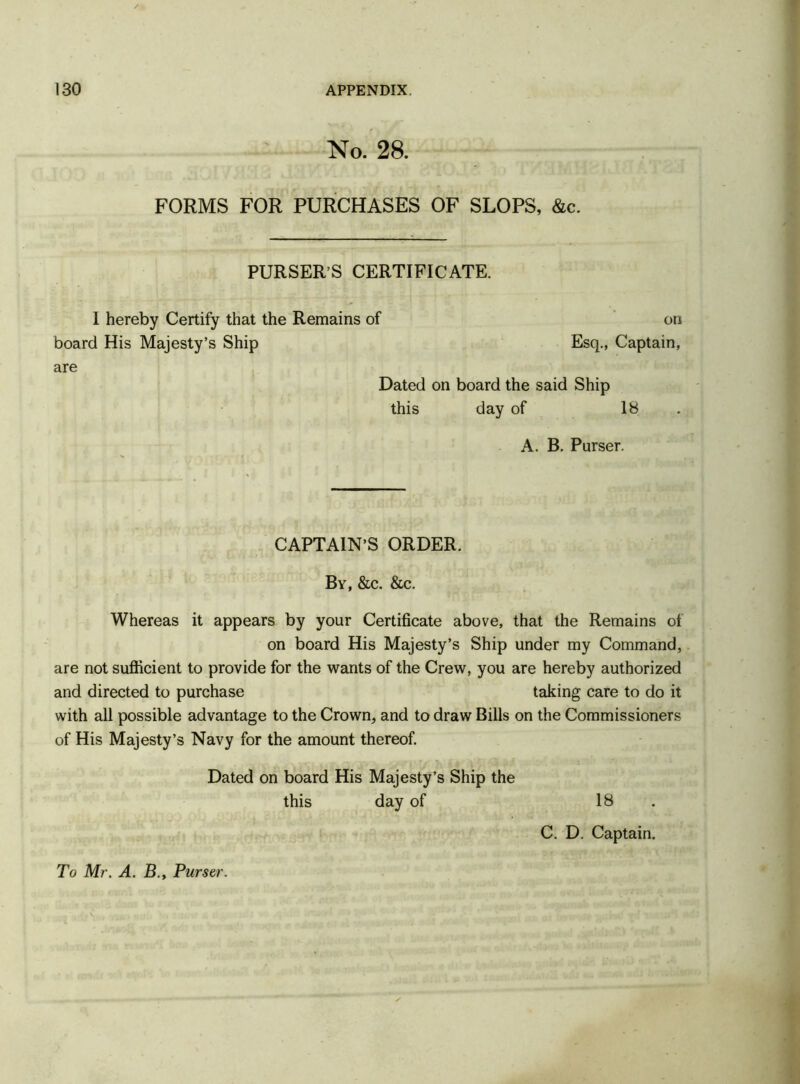 130 APPENDIX.
No. 28.
FORMS FOR PURCHASES OF SLOPS, &c.
PURSER'S CERTIFICATE.
I hereby Certify that the Remains of on
board His Majesty's Ship Esq., Captain,
are
Dated on board the said Ship
this day of 18 .
A. B. Purser.
CAPTAIN'S ORDER.
By, &c. &c.
Whereas it appears by your Certificate above, that the Remains of
on board His Majesty's Ship under my Command,
are not sufficient to provide for the wants of the Crew, you are hereby authorized
and directed to purchase taking care to do it
with all possible advantage to the Crown, and to draw Bills on the Commissioners
of His Majesty's Navy for the amount thereof.
Dated on board His Majesty's Ship the
this day of 18 .
C. D. Captain.
To Mr. A. B., Purser.